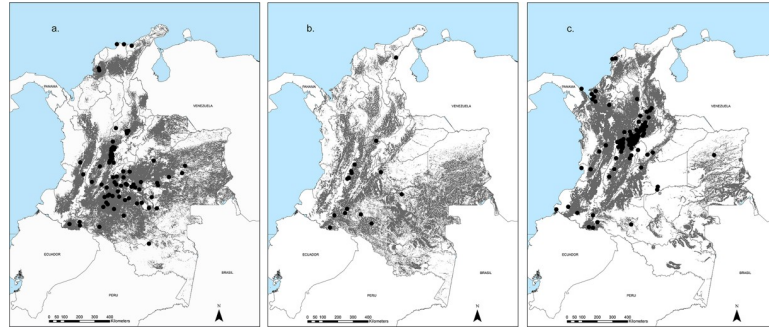 a.
PANAMA
VENEZUELA
ECUADOR
PERU
BRASIL
0 50 100 200 300 400
Kilometers
N
b.
PANAMA
VENEZUELA
ECUADOR
PERU
BRASIL
0 50 100 200 300 400
Kilometers
N
c.
PANAMA
VENEZUELA
ECUADOR
PERU
BRASIL
0 50 100 200 300 400
Kilometers
N